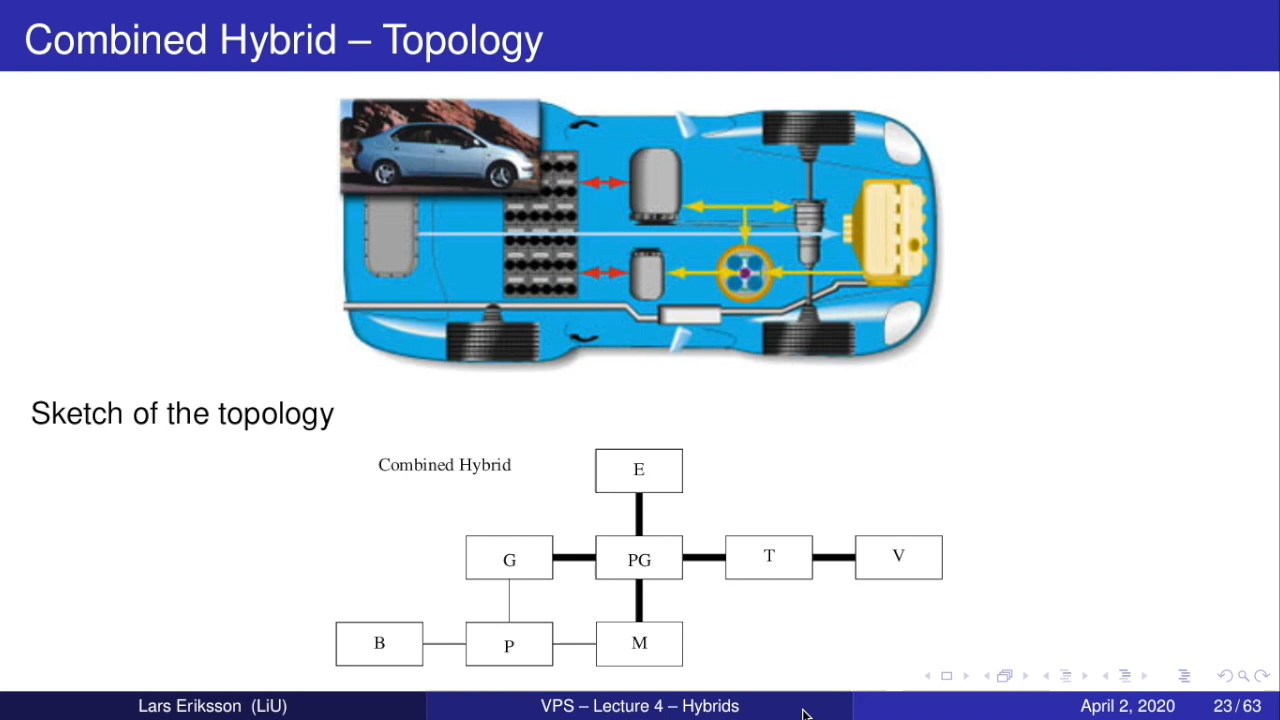 Combined Hybrid – Topology
Sketch of the topology
Combined Hybrid
E
G PG T V
B P M
Lars Eriksson (LiU) VPS – Lecture 4 – Hybrids April 2, 2020 23 / 63